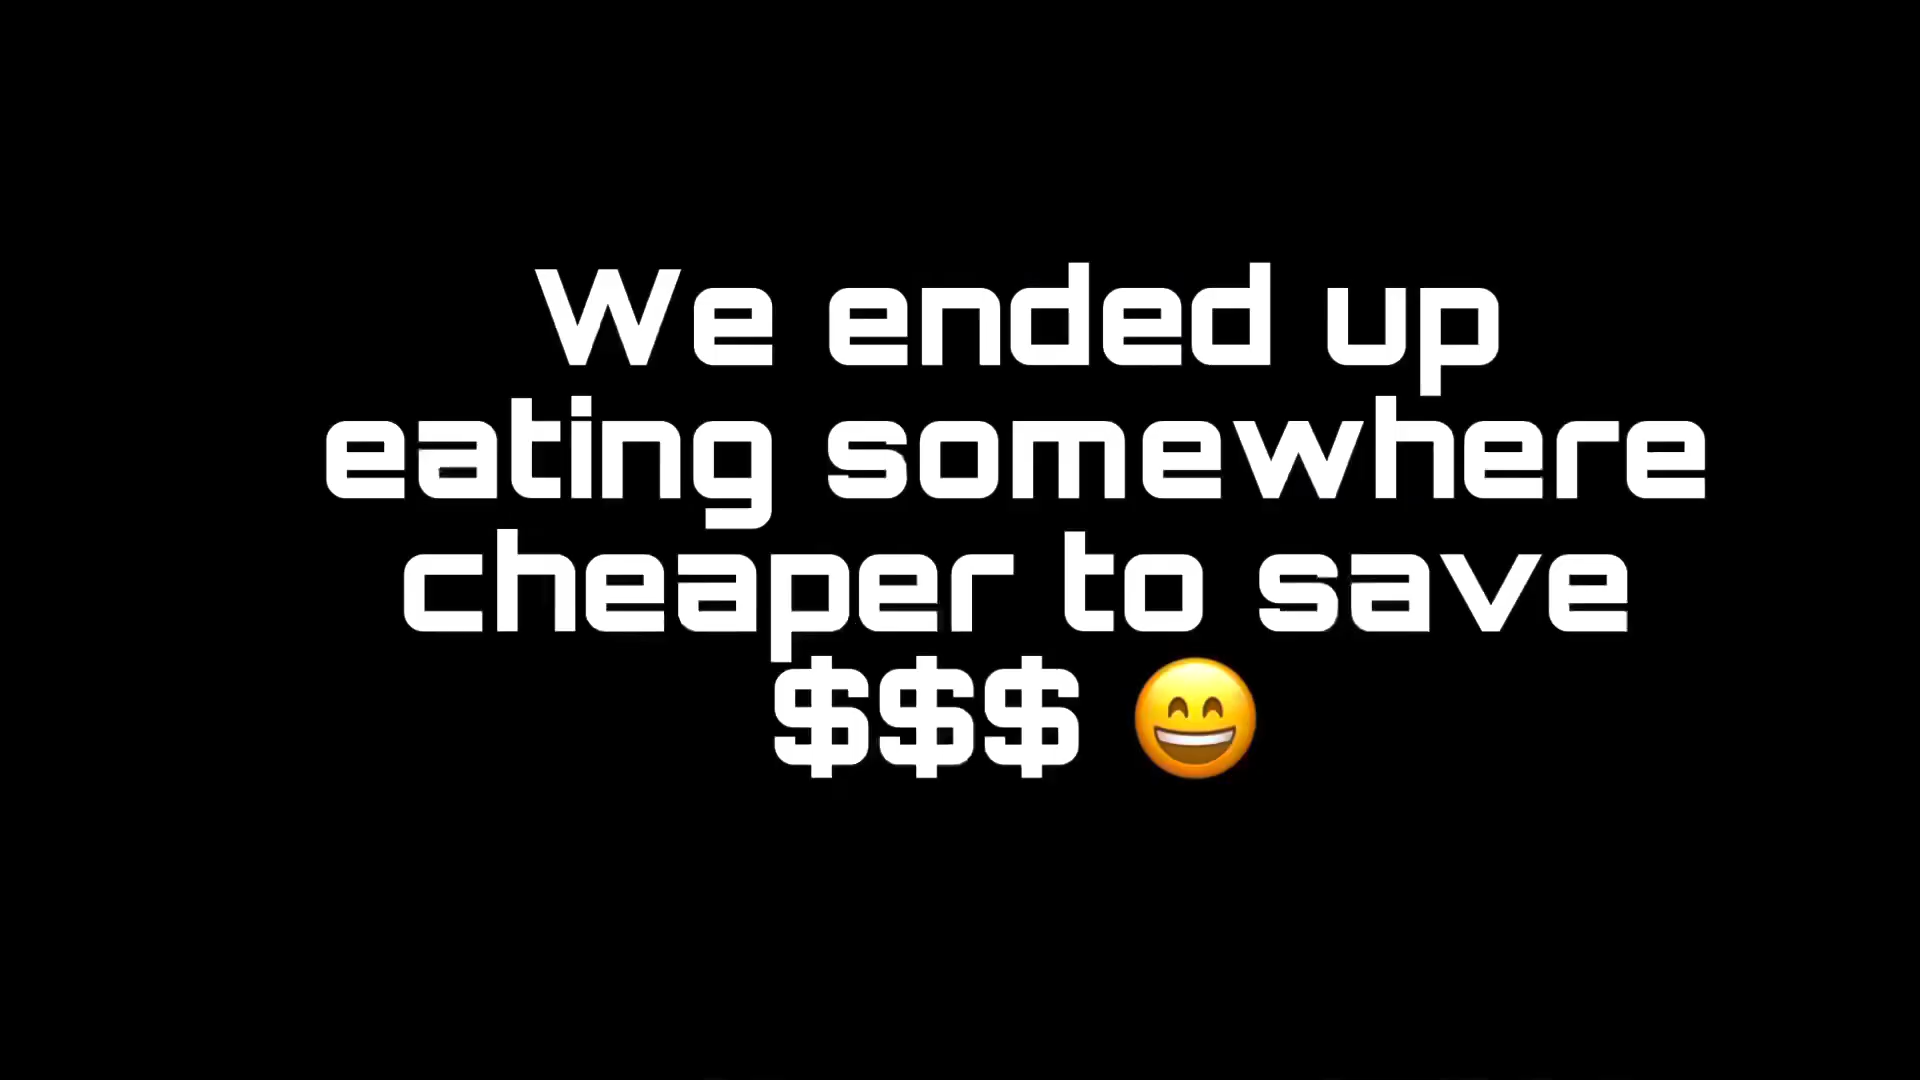 We ended up
eating somewhere
cheaper to save
$$$ 😄